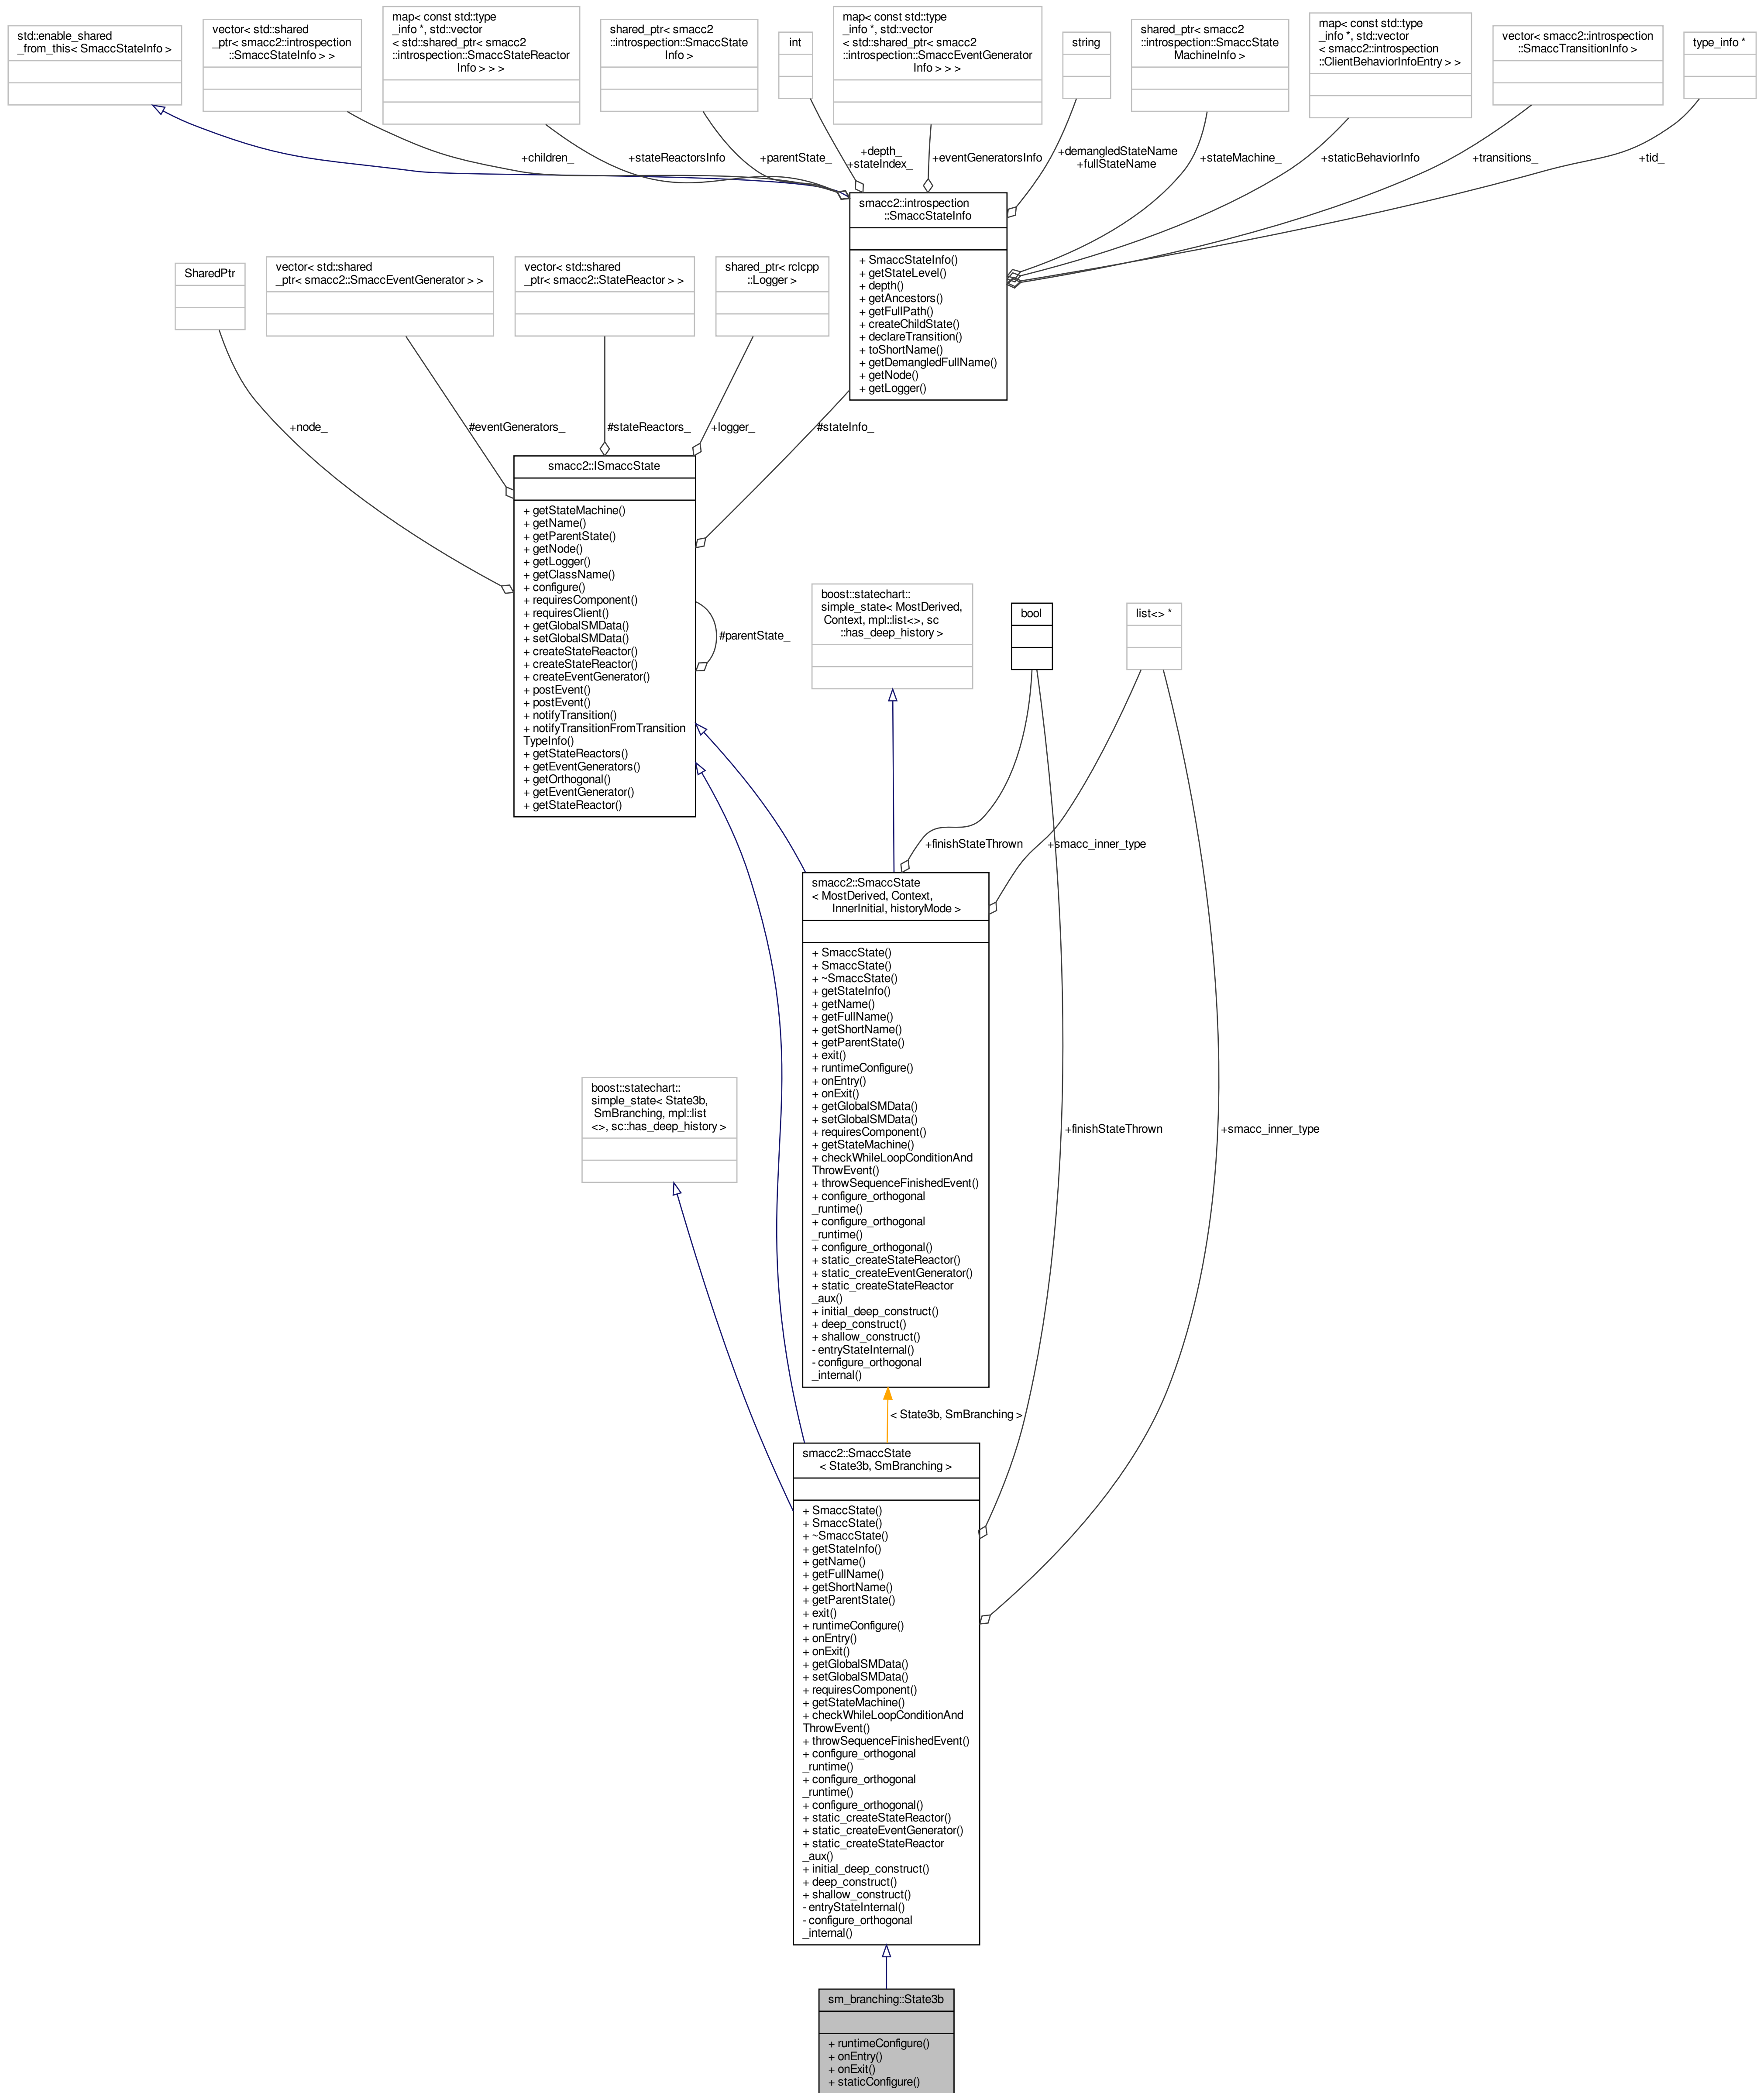 std::enable_shared
_from_this< SmaccStateInfo >
vector< std::shared
_ptr< smacc2::introspection
::SmaccStateInfo > >
map< const std::type
_info *, std::vector
< std::shared_ptr< smacc2
::introspection::SmaccStateReactor
Info > > >
shared_ptr< smacc2
::introspection::SmaccState
Info >
int
map< const std::type
_info *, std::vector
< std::shared_ptr< smacc2
::introspection::SmaccEventGenerator
Info > > >
string
shared_ptr< smacc2
::introspection::SmaccState
MachineInfo >
map< const std::type
_info *, std::vector
< smacc2::introspection
::ClientBehaviorInfoEntry > >
vector< smacc2::introspection
::SmaccTransitionInfo >
type_info *
+children_
+stateReactorsInfo
+parentState_
+depth_
+stateIndex_
+eventGeneratorsInfo
+demangledStateName
+fullStateName
+stateMachine_
+staticBehaviorInfo
+transitions_
+tid_
smacc2::introspection
::SmaccStateInfo
+ SmaccStateInfo()
+ getStateLevel()
+ depth()
+ getAncestors()
+ getFullPath()
+ createChildState()
+ declareTransition()
+ toShortName()
+ getDemangledFullName()
+ getNode()
+ getLogger()
SharedPtr
vector< std::shared
_ptr< smacc2::SmaccEventGenerator > >
vector< std::shared
_ptr< smacc2::StateReactor > >
shared_ptr< rclcpp
::Logger >
+node_
#eventGenerators_
#stateReactors_
+logger_
#stateInfo_
smacc2::ISmaccState
+ getStateMachine()
+ getName()
+ getParentState()
+ getNode()
+ getLogger()
+ getClassName()
+ configure()
+ requiresComponent()
+ requiresClient()
+ getGlobalSMData()
+ setGlobalSMData()
+ createStateReactor()
+ createStateReactor()
+ createEventGenerator()
+ postEvent()
+ postEvent()
+ notifyTransition()
+ notifyTransitionFromTransition
TypeInfo()
+ getStateReactors()
+ getEventGenerators()
+ getOrthogonal()
+ getEventGenerator()
+ getStateReactor()
#parentState_
boost::statechart::
simple_state< MostDerived,
Context, mpl::list<>, sc
::has_deep_history >
bool
list<> *
+finishStateThrown
+smacc_inner_type
smacc2::SmaccState
< MostDerived, Context,
InnerInitial, historyMode >
+ SmaccState()
+ SmaccState()
+ ~SmaccState()
+ getStateInfo()
+ getName()
+ getFullName()
+ getShortName()
+ getParentState()
+ exit()
+ runtimeConfigure()
+ onEntry()
+ onExit()
+ getGlobalSMData()
+ setGlobalSMData()
+ requiresComponent()
+ getStateMachine()
+ checkWhileLoopConditionAnd
ThrowEvent()
+ throwSequenceFinishedEvent()
+ configure_orthogonal
_runtime()
+ configure_orthogonal
_runtime()
+ configure_orthogonal()
+ static_createStateReactor()
+ static_createEventGenerator()
+ static_createStateReactor
_aux()
+ initial_deep_construct()
+ deep_construct()
+ shallow_construct()
- entryStateInternal()
- configure_orthogonal
_internal()
boost::statechart::
simple_state< State3b,
SmBranching, mpl::list
<>, sc::has_deep_history >
+finishStateThrown
+smacc_inner_type
< State3b, SmBranching >
smacc2::SmaccState
< State3b, SmBranching >
+ SmaccState()
+ SmaccState()
+ ~SmaccState()
+ getStateInfo()
+ getName()
+ getFullName()
+ getShortName()
+ getParentState()
+ exit()
+ runtimeConfigure()
+ onEntry()
+ onExit()
+ getGlobalSMData()
+ setGlobalSMData()
+ requiresComponent()
+ getStateMachine()
+ checkWhileLoopConditionAnd
ThrowEvent()
+ throwSequenceFinishedEvent()
+ configure_orthogonal
_runtime()
+ configure_orthogonal
_runtime()
+ configure_orthogonal()
+ static_createStateReactor()
+ static_createEventGenerator()
+ static_createStateReactor
_aux()
+ initial_deep_construct()
+ deep_construct()
+ shallow_construct()
- entryStateInternal()
- configure_orthogonal
_internal()
sm_branching::State3b
+ runtimeConfigure()
+ onEntry()
+ onExit()
+ staticConfigure()